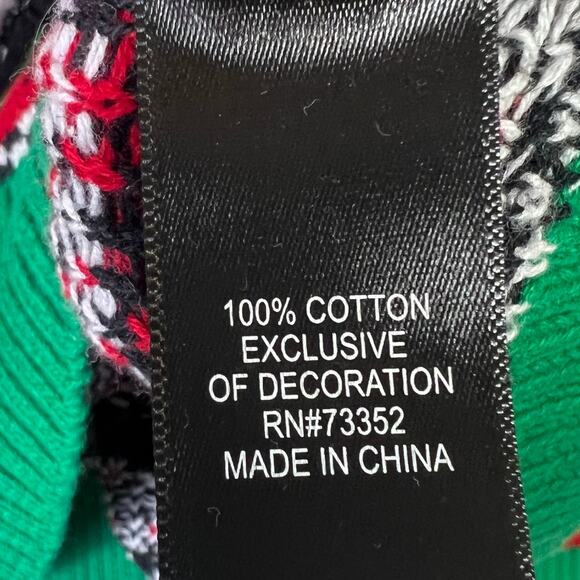 100% COTTON
EXCLUSIVE
OF DECORATION
RN#73352
MADE IN CHINA